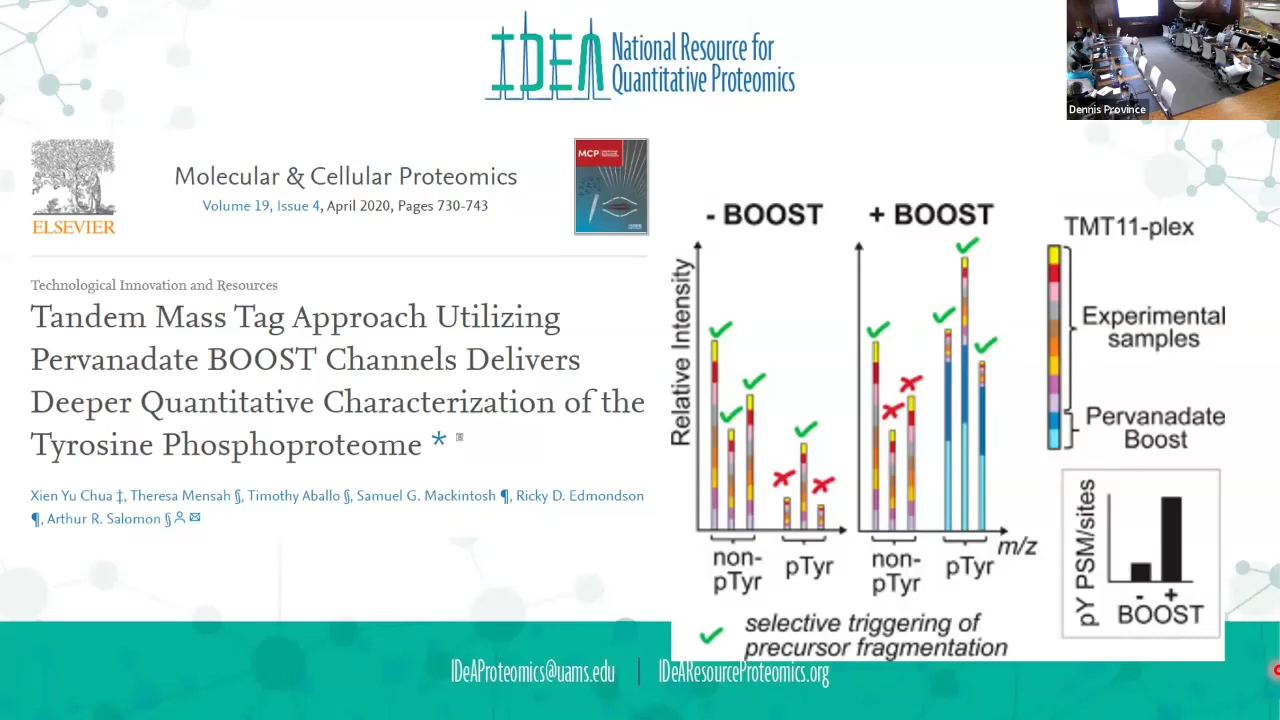 IDEA National Resource for
Quantitative Proteomics
Dennis Province
ELSEVIER
Molecular & Cellular Proteomics
Volume 19, Issue 4, April 2020, Pages 730-743
MCP
Technological Innovation and Resources
Tandem Mass Tag Approach Utilizing
Pervanadate BOOST Channels Delivers
Deeper Quantitative Characterization of the
Tyrosine Phosphoproteome *
Xien Yu Chua ‡, Theresa Mensah §, Timothy Aballo §, Samuel G. Mackintosh ¶, Ricky D. Edmondson
¶, Arthur R. Salomon §
- BOOST
+ BOOST
TMT11-plex
Relative Intensity
Experimental
samples
Pervanadate
Boost
non-
pTyr
pTyr
non-
pTyr
pTyr
m/z
pY PSM/sites
- +
BOOST
selective triggering of
precursor fragmentation
IDeAProteomics@uams.edu | IDeAResourceProteomics.org